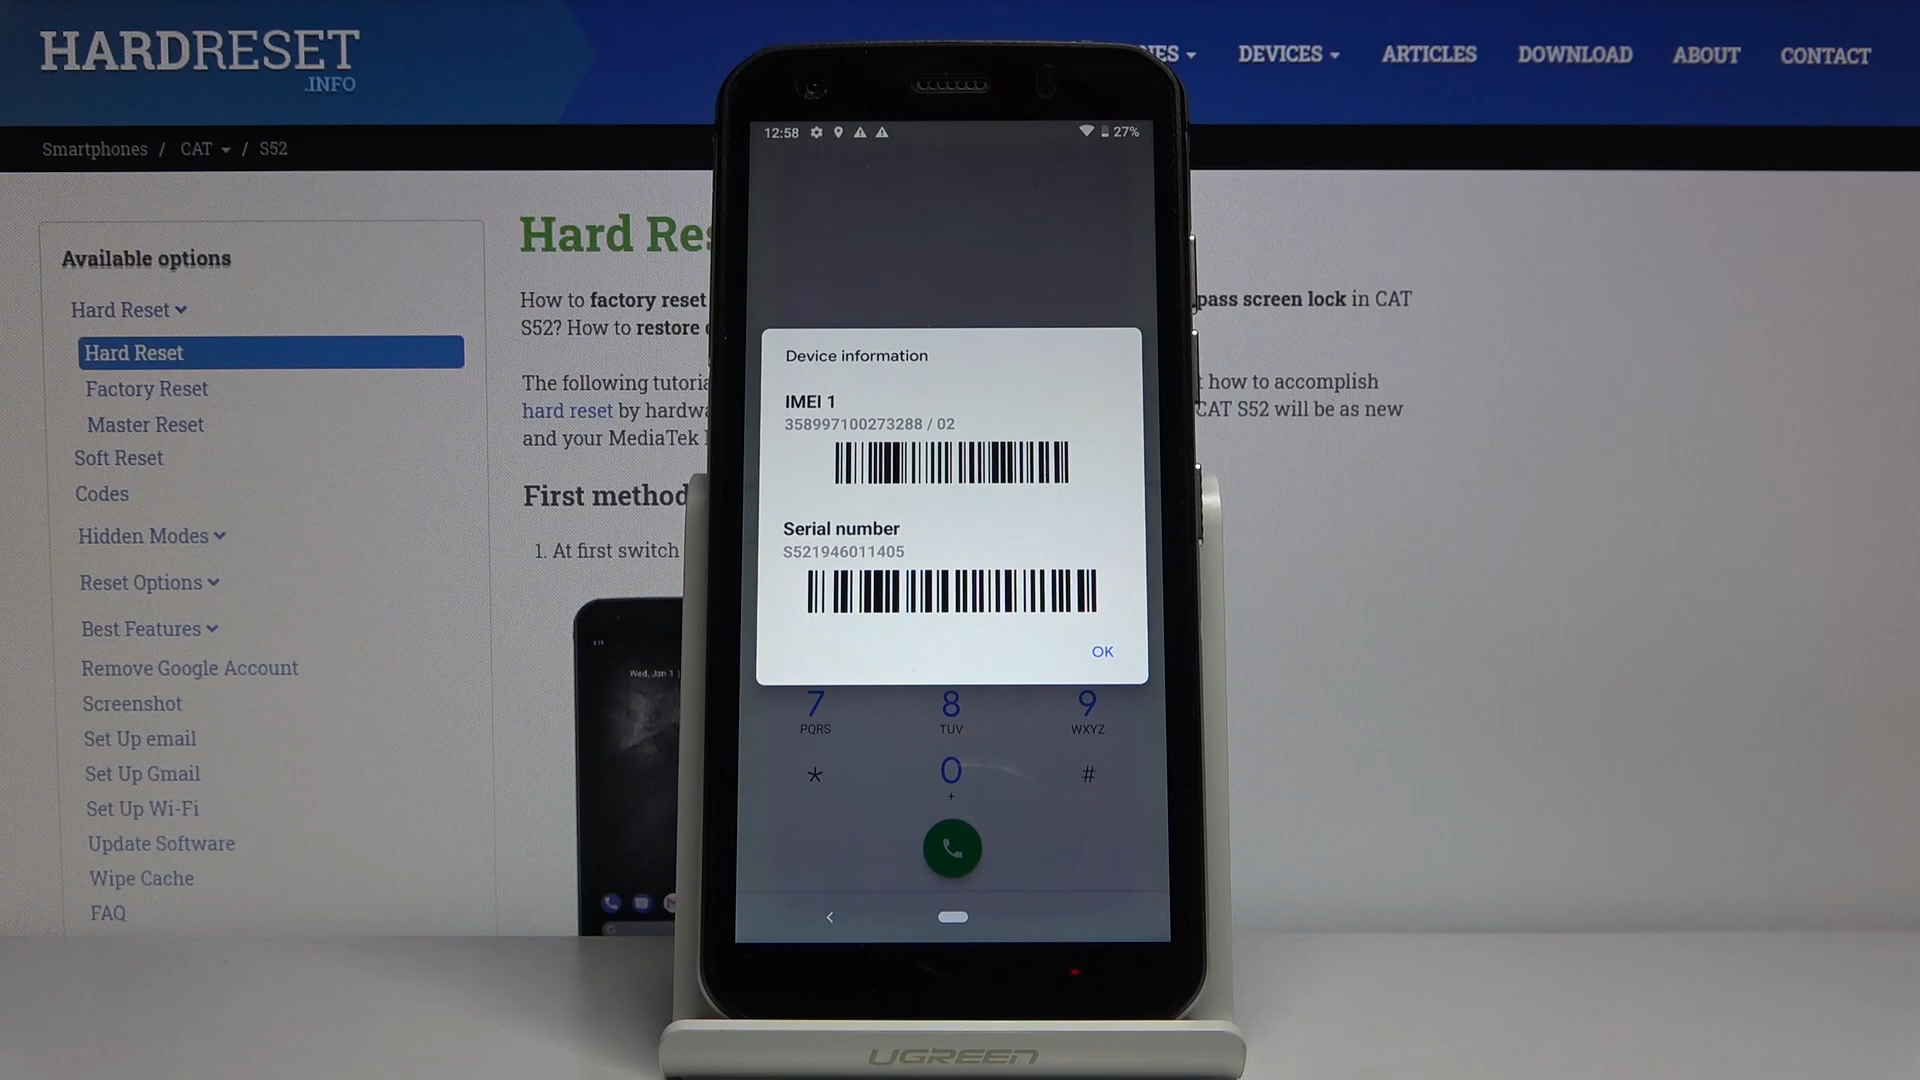 HARDRESET
.INFO
NES
DEVICES
ARTICLES
DOWNLOAD
ABOUT
CONTACT
Smartphones / CAT / S52
Available options
Hard Reset
Hard Reset
Factory Reset
Master Reset
Soft Reset
Codes
Hidden Modes
Reset Options
Best Features
Remove Google Account
Screenshot
Set Up email
Set Up Gmail
Set Up Wi-Fi
Update Software
Wipe Cache
FAQ
Hard Res
How to factory reset pass screen lock in CAT
S52? How to restore
The following tutoria t how to accomplish
hard reset by hardwa CAT S52 will be as new
and your MediaTek
First method
1. At first switch
Wed, Jan 1
12:58 27%
Device information
IMEI 1
358997100273288 / 02
Serial number
S521946011405
OK
7 8 9
PQRS TUV WXYZ
* 0 #
+
UGREEN